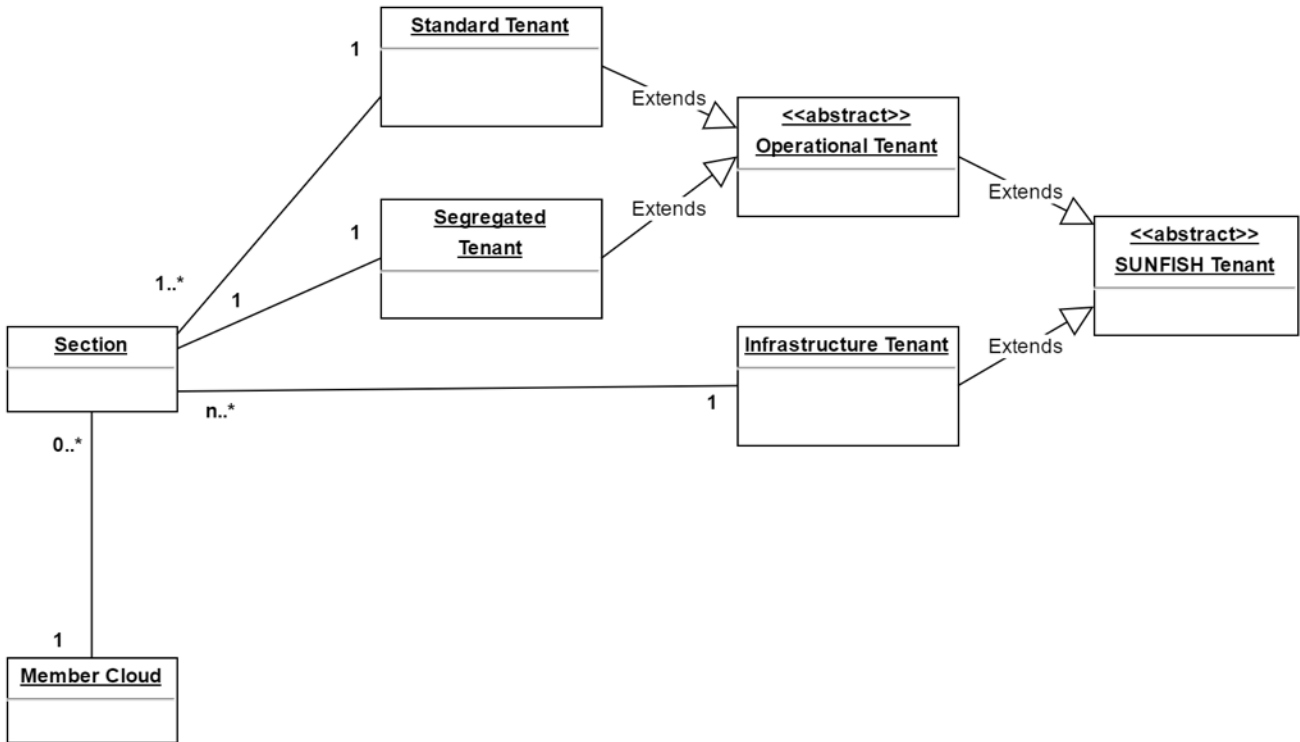 Standard Tenant
1
Extends
<<abstract>>
Operational Tenant
Segregated
Tenant
1
Extends
Extends
<<abstract>>
SUNFISH Tenant
1..*
1
Section
Infrastructure Tenant
Extends
n..*
1
0..*
1
Member Cloud